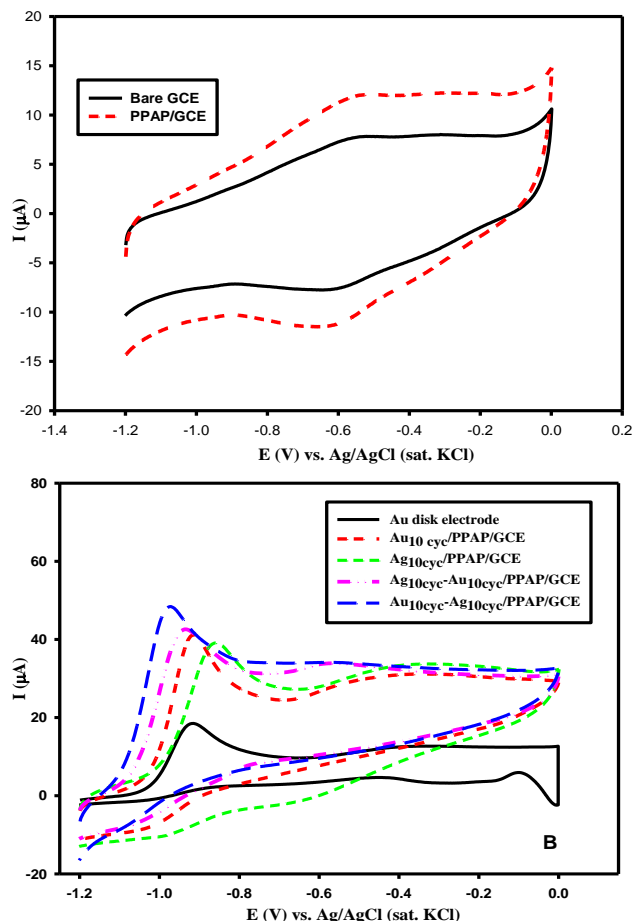 20
15
10
5
0
-5
-10
-15
-20
I (µA)
Bare GCE
PPAP/GCE
-1.4 -1.2 -1.0 -0.8 -0.6 -0.4 -0.2 0.0 0.2
E (V) vs. Ag/AgCl (sat. KCl)
80
60
40
20
0
-20
I (µA)
Au disk electrode
Au10 cyc/PPAP/GCE
Ag10cyc/PPAP/GCE
Ag10cyc-Au10cyc/PPAP/GCE
Au10cyc-Ag10cyc/PPAP/GCE
B
-1.2 -1.0 -0.8 -0.6 -0.4 -0.2 0.0
E (V) vs. Ag/AgCl (sat. KCl)